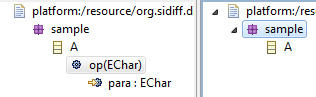 platform:/resource/org.sidiff.d
sample
A
op(EChar)
para : EChar
platform:/res
sample
A